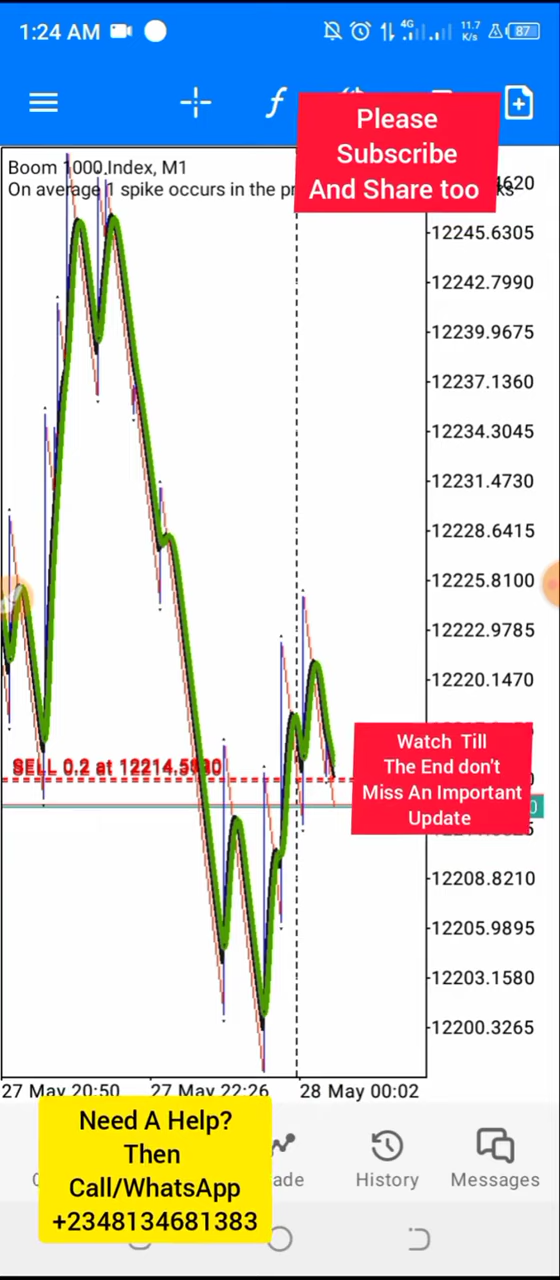 1:24 AM
4G
11.7
K/s
87
f
Please
Subscribe
And Share too
Boom 1000 Index, M1
On average 1 spike occurs in the
4620
12245.6305
12242.7990
12239.9675
12237.1360
12234.3045
12231.4730
12228.6415
12225.8100
12222.9785
12220.1470
SELL 0.2 at
Watch Till
The End don't
Miss An Important
Update
12208.8210
12205.9895
12203.1580
12200.3265
27 May 20:50
27 May 22:26
28 May 00:02
Need A Help?
Then
Call/WhatsApp
+2348134681383
History
Messages